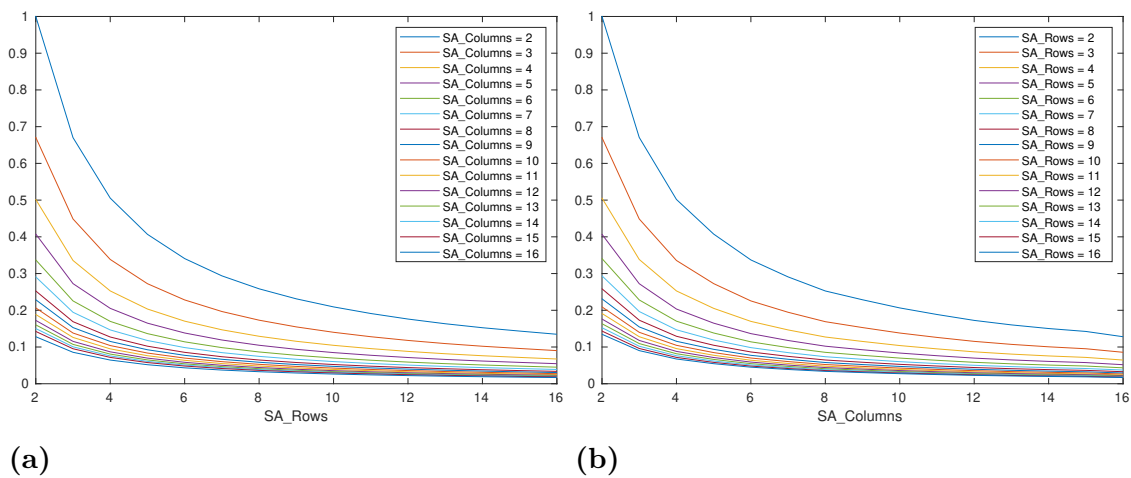 1
0.9
0.8
0.7
0.6
0.5
0.4
0.3
0.2
0.1
0
2 4 6 8 10 12 14 16
SA_Rows
SA_Columns = 2
SA_Columns = 3
SA_Columns = 4
SA_Columns = 5
SA_Columns = 6
SA_Columns = 7
SA_Columns = 8
SA_Columns = 9
SA_Columns = 10
SA_Columns = 11
SA_Columns = 12
SA_Columns = 13
SA_Columns = 14
SA_Columns = 15
SA_Columns = 16
(a)
1
0.9
0.8
0.7
0.6
0.5
0.4
0.3
0.2
0.1
0
2 4 6 8 10 12 14 16
SA_Columns
SA_Rows = 2
SA_Rows = 3
SA_Rows = 4
SA_Rows = 5
SA_Rows = 6
SA_Rows = 7
SA_Rows = 8
SA_Rows = 9
SA_Rows = 10
SA_Rows = 11
SA_Rows = 12
SA_Rows = 13
SA_Rows = 14
SA_Rows = 15
SA_Rows = 16
(b)